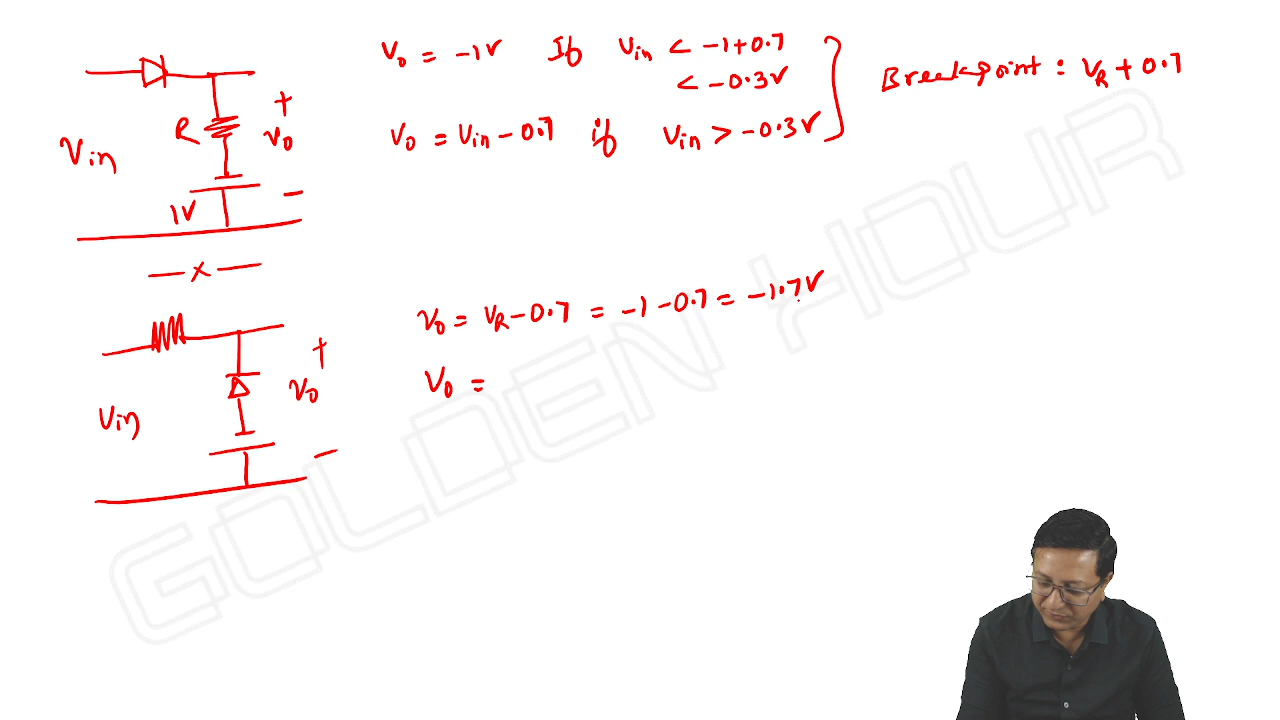 V₀ = -1V If Vin < -1+0.7
< -0.3V
V₀ = Vin - 0.7 if Vin > -0.3V
Breakpoint : VR + 0.7
Vin
R
+
V₀
-
1V
- x -
V₀ = VR - 0.7 = -1 - 0.7 = -1.7V
V₀ =
Vin
+
V₀
-
GOLDEN HOUR